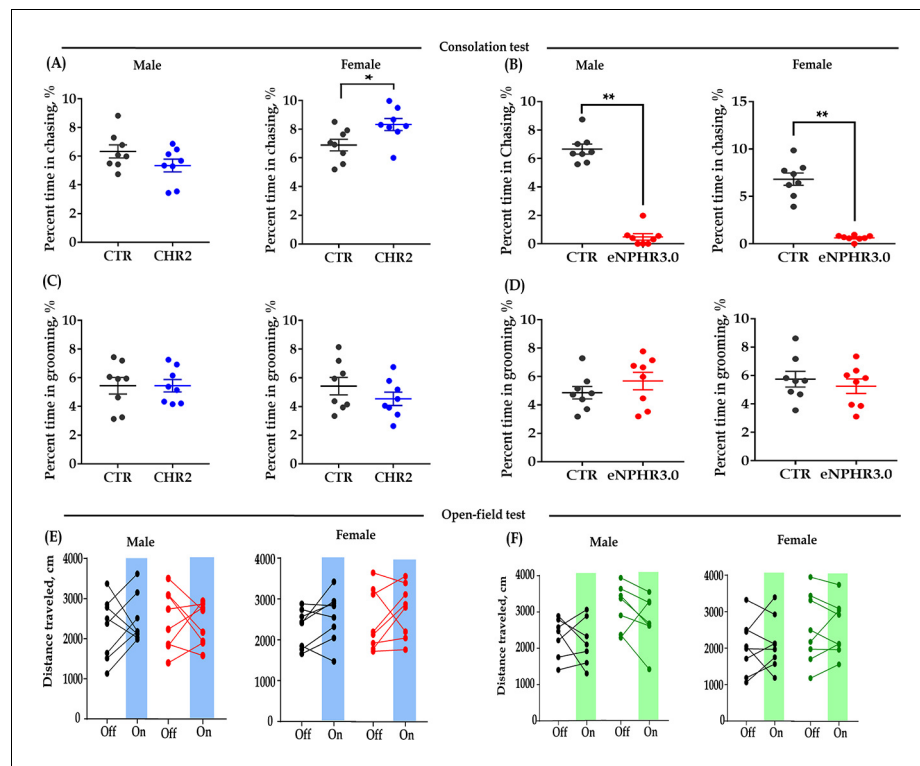 Consolation test
(A)
Male
Female
(B)
Male
Female
Percent time in chasing, %
10
8
6
4
2
0
CTR
CHR2
Percent time in chasing, %
10
8
6
4
2
0
*
CTR
CHR2
Percent time in Chasing, %
10
8
6
4
2
0
**
CTR
eNPHR3.0
Percent time in chasing, %
15
10
5
0
**
CTR
eNPHR3.0
(C)
(D)
Percent time in grooming, %
10
8
6
4
2
0
CTR
CHR2
Percent time in grooming, %
10
8
6
4
2
0
CTR
CHR2
Percent time in grooming, %
10
8
6
4
2
0
CTR
eNPHR3.0
Percent time in grooming, %
10
8
6
4
2
0
CTR
eNPHR3.0
Open-field test
(E)
Male
Female
(F)
Male
Female
Distance traveled, cm
4000
3000
2000
1000
0
Off
On
Off
On
4000
3000
2000
1000
0
Off
On
Off
On
Distance traveled, cm
4000
3000
2000
1000
0
Off
On
Off
On
4000
3000
2000
1000
0
Off
On
Off
On